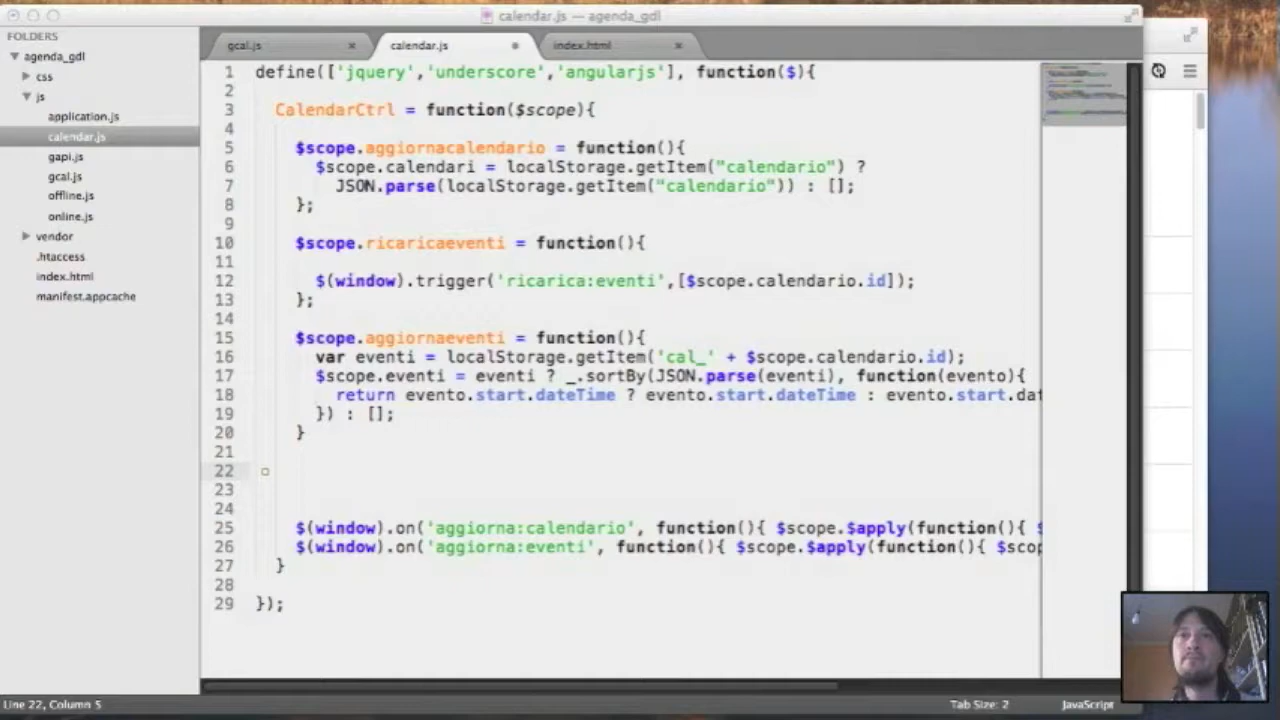 calendar.js — agenda_gdl
FOLDERS
agenda_gdl
css
js
application.js
calendar.js
gapi.js
gcal.js
offline.js
online.js
vendor
.htaccess
index.html
manifest.appcache
gcal.js
calendar.js
index.html
1 define(['jquery','underscore','angularjs'], function($){
2
3 CalendarCtrl = function($scope){
4
5 $scope.aggiornacalendario = function(){
6 $scope.calendari = localStorage.getItem("calendario") ?
7 JSON.parse(localStorage.getItem("calendario")) : [];
8 };
9
10 $scope.ricaricaeventi = function(){
11
12 $(window).trigger('ricarica:eventi',[$scope.calendario.id]);
13 };
14
15 $scope.aggiornaeventi = function(){
16 var eventi = localStorage.getItem('cal_' + $scope.calendario.id);
17 $scope.eventi = eventi ? _.sortBy(JSON.parse(eventi), function(evento){
18 return evento.start.dateTime ? evento.start.dateTime : evento.start.dat
19 }) : [];
20 }
21
22
23
24
25 $(window).on('aggiorna:calendario', function(){ $scope.$apply(function(){ $
26 $(window).on('aggiorna:eventi', function(){ $scope.$apply(function(){ $scop
27 }
28
29 });
Line 22, Column 5
Tab Size: 2
JavaScript